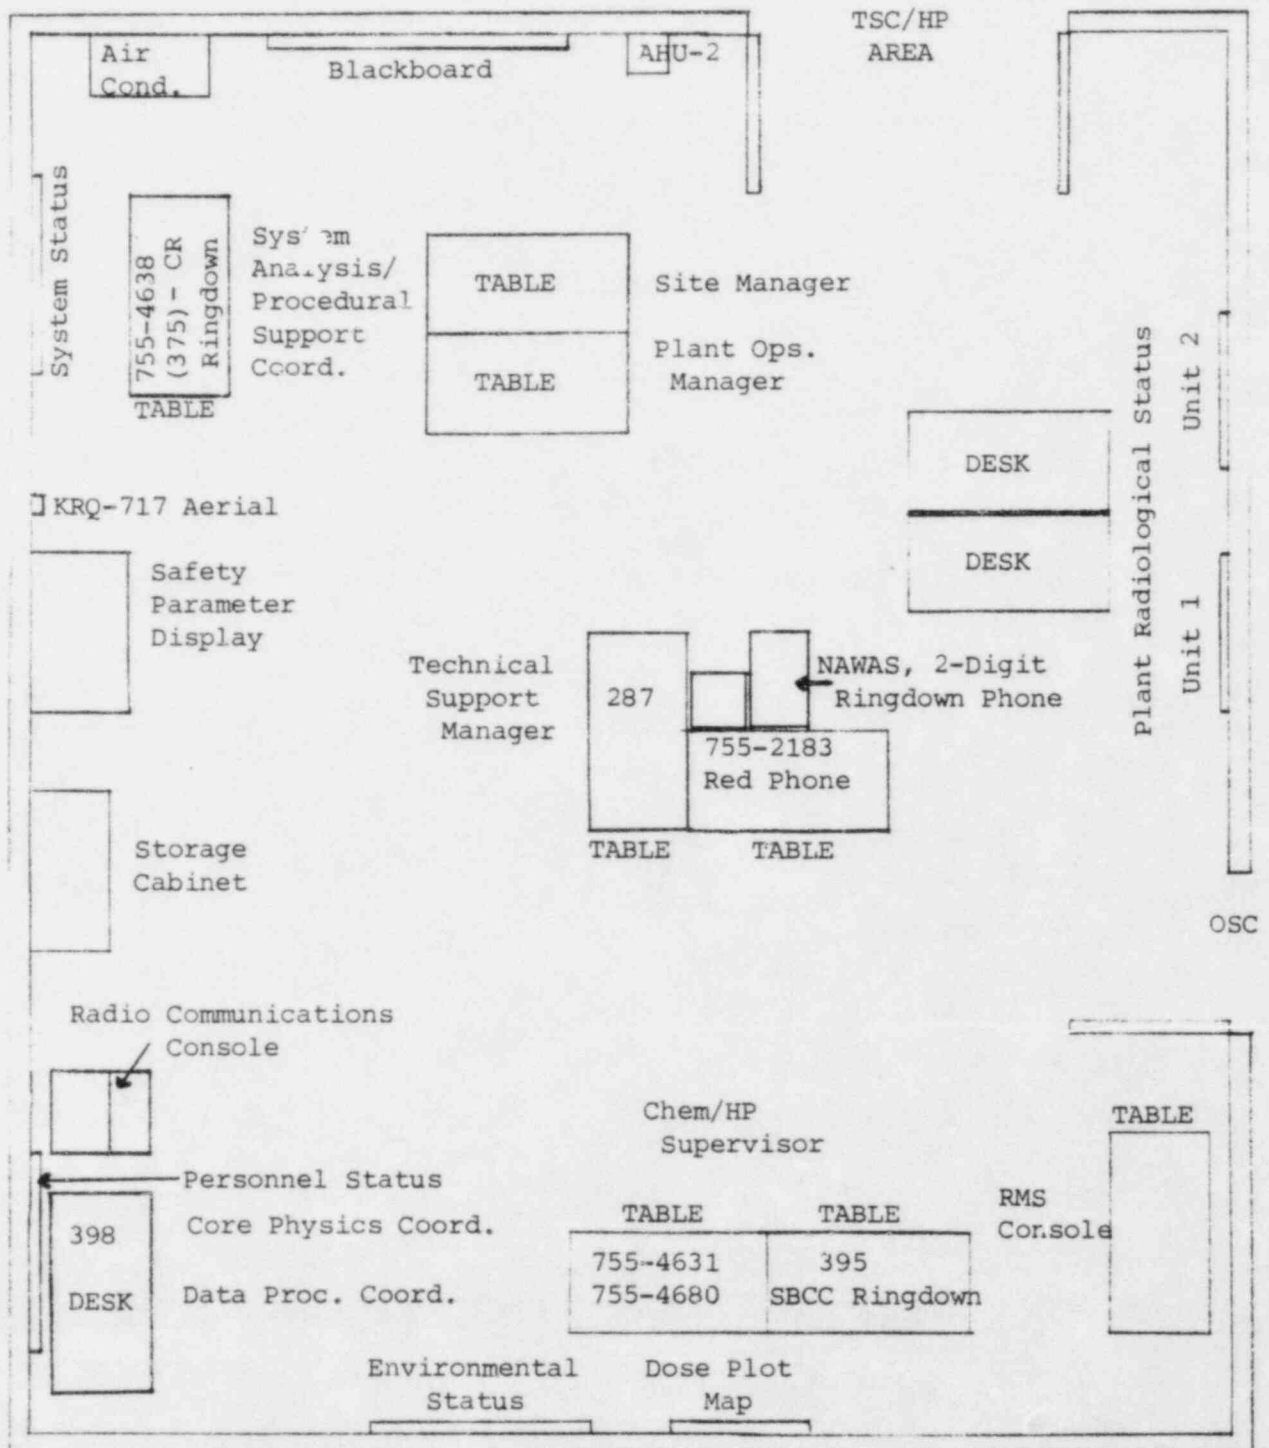 TSC/HP
AREA
Air
Cond.
Blackboard
AHU-2
System Status
755-4638
(375) - CR
Ringdown
TABLE
Analysis/
Procedural
Support
Coord.
TABLE
Site Manager
TABLE
Plant Ops.
Manager
Plant Radiological Status
Unit 2
Unit 1
DESK
DESK
KRQ-717 Aerial
Safety
Parameter
Display
Technical
Support
Manager
287
NAWAS, 2-Digit
Ringdown Phone
755-2183
Red Phone
TABLE
TABLE
Storage
Cabinet
OSC
Radio Communications
Console
Personnel Status
398
DESK
Core Physics Coord.
Data Proc. Coord.
Chem/HP
Supervisor
TABLE
TABLE
755-4631
755-4680
395
SBCC Ringdown
RMS
Console
TABLE
Environmental
Status
Dose Plot
Map